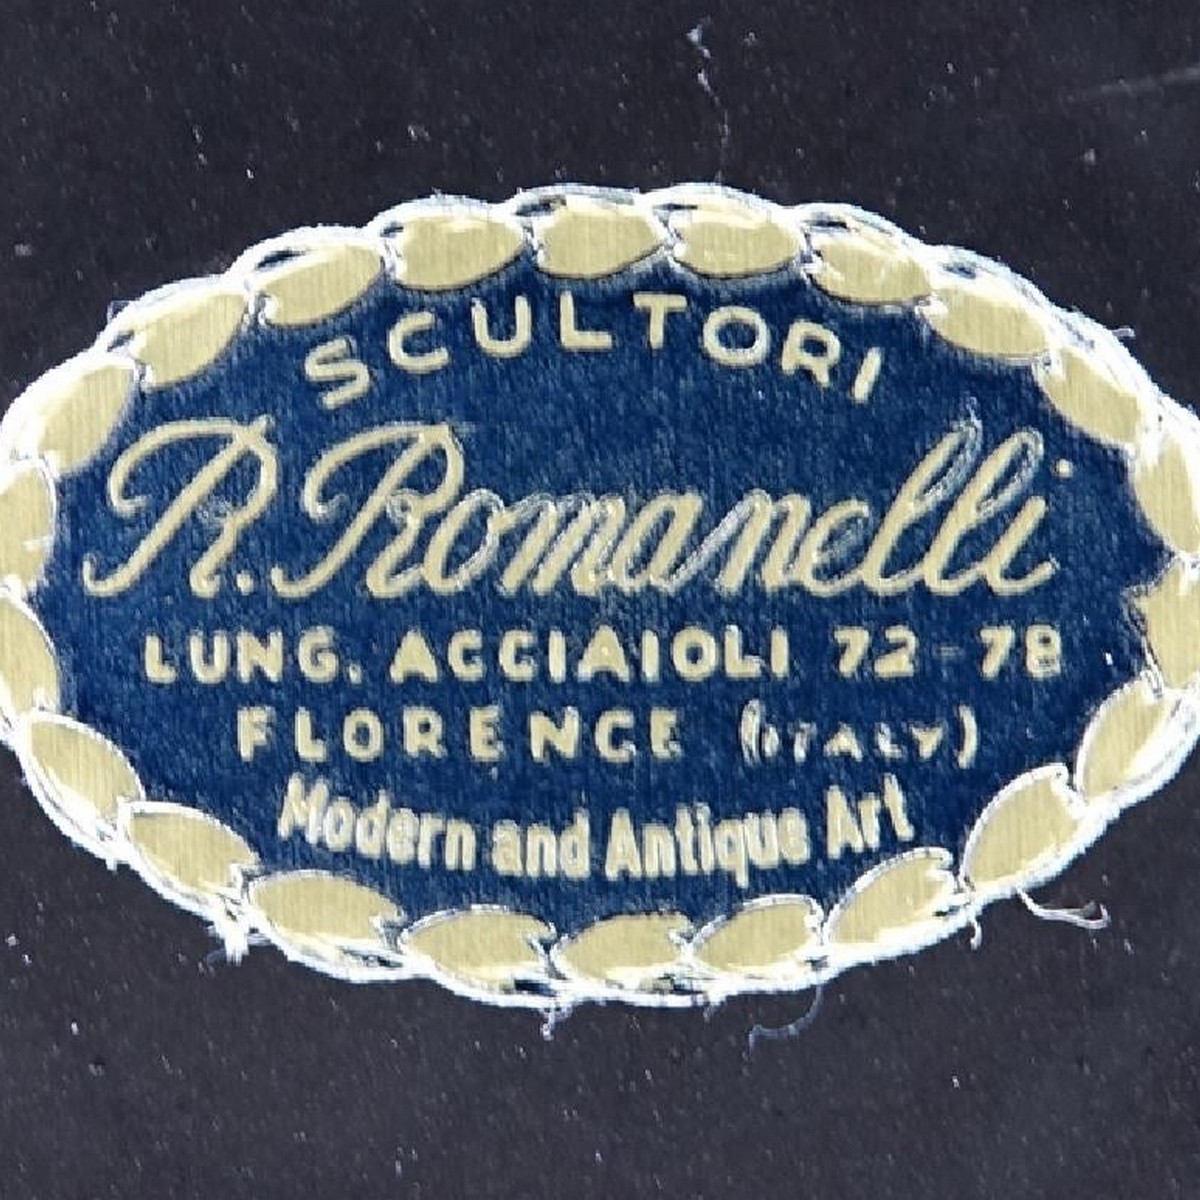 SCULTORI
R. Romanelli
LUNG. ACCIAIOLI 72-78
FLORENCE (ITALY)
Modern and Antique Art